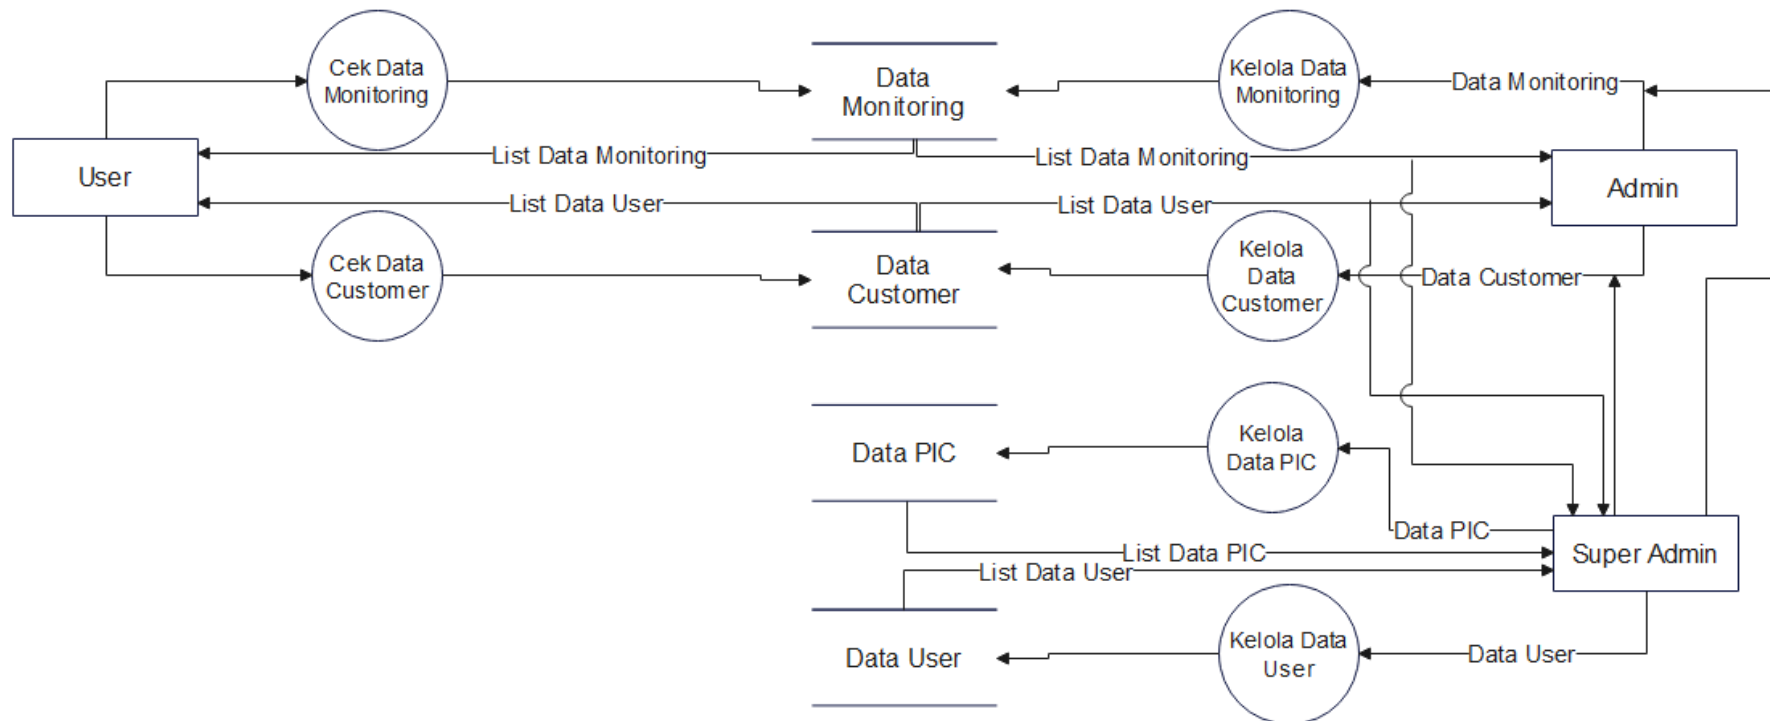 Cek Data
Monitoring
Data
Monitoring
Kelola Data
Monitoring
Data Monitoring
User
List Data Monitoring
List Data Monitoring
Admin
List Data User
List Data User
Cek Data
Customer
Data
Customer
Kelola
Data
Customer
Data Customer
Data PIC
Kelola
Data PIC
Data PIC
Super Admin
List Data PIC
List Data User
Data User
Kelola Data
User
Data User